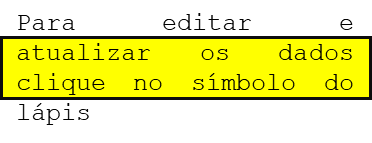 Para editar e
atualizar os dados
clique no símbolo do
lápis